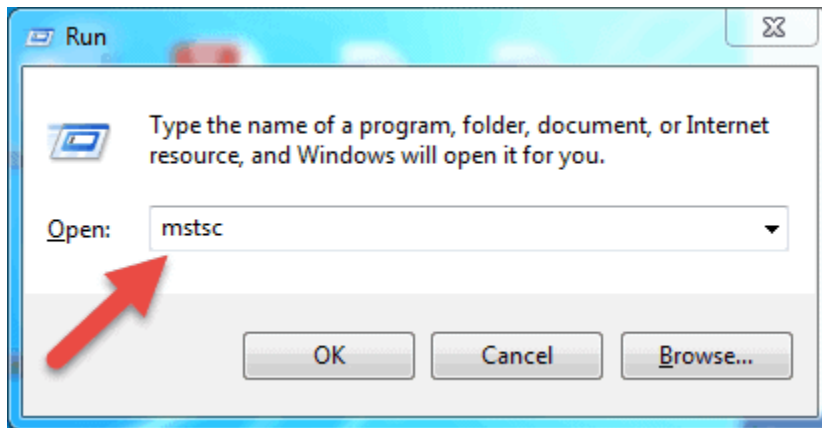 Run
Type the name of a program, folder, document, or Internet
resource, and Windows will open it for you.
Open: mstsc
OK Cancel Browse...